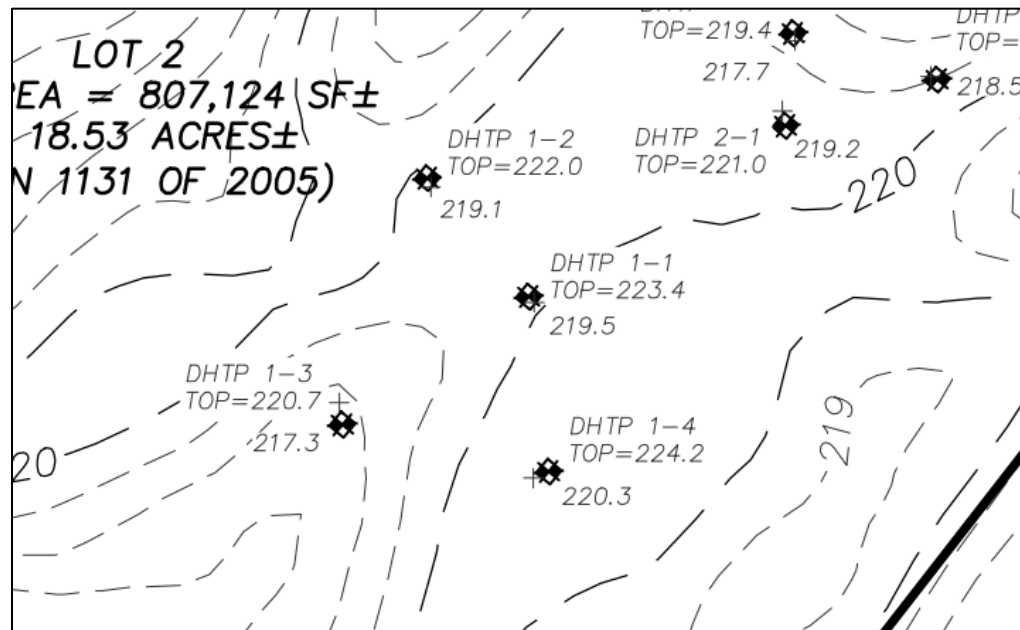 LOT 2
EA = 807,124 SF±
18.53 ACRES±
N 1131 OF 2005)
TOP=219.4
217.7
TOP=
218.5
DHTP 1-2
TOP=222.0
219.1
DHTP 2-1
TOP=221.0
219.2
220
DHTP 1-1
TOP=223.4
219.5
DHTP 1-3
TOP=220.7
217.3
20
DHTP 1-4
TOP=224.2
220.3
219